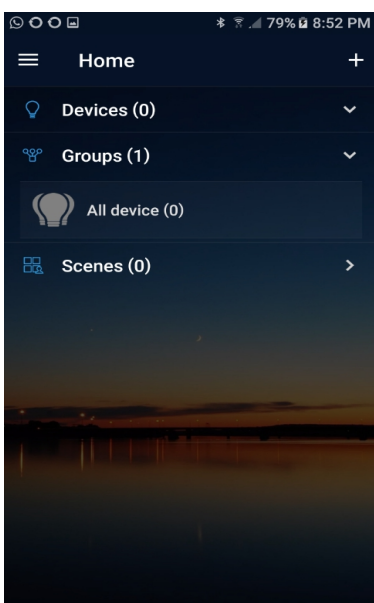 79% 8:52 PM
Home
Devices (0)
Groups (1)
All device (0)
Scenes (0)